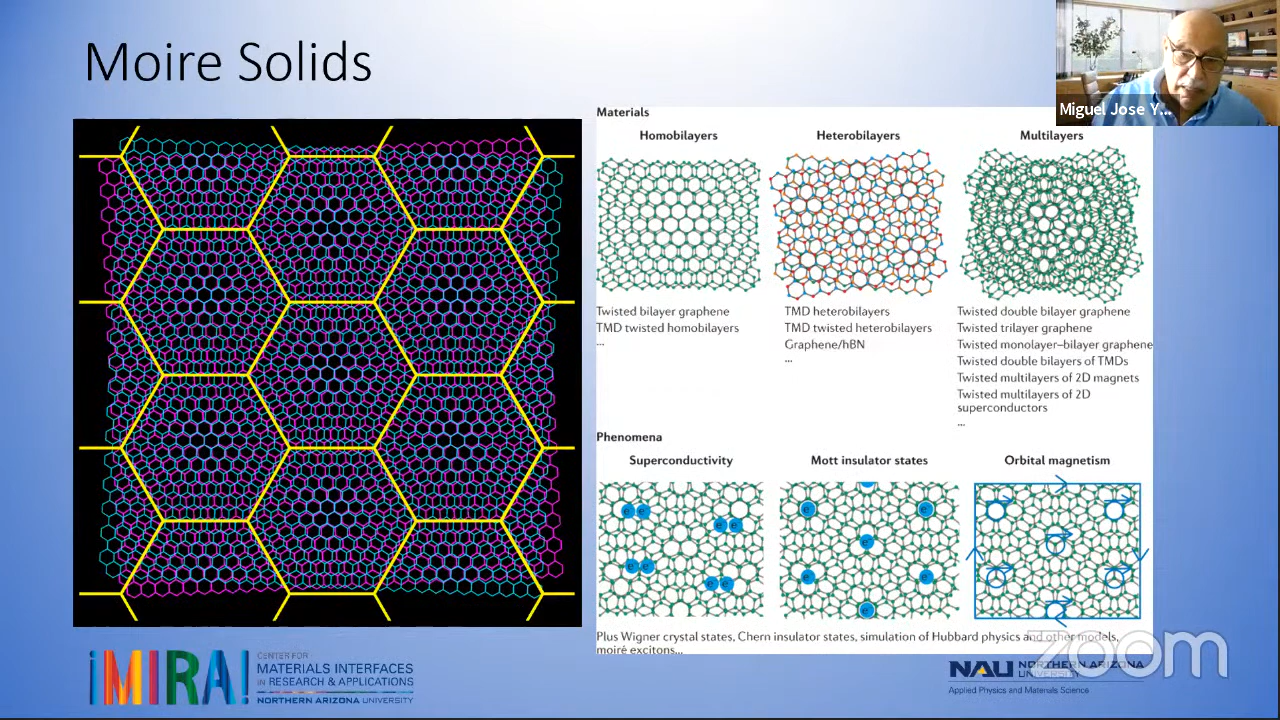 Moire Solids
Miguel Jose Y...
Materials
Homobilayers
Heterobilayers
Multilayers
Twisted bilayer graphene
TMD twisted homobilayers
...
TMD heterobilayers
TMD twisted heterobilayers
Graphene/hBN
...
Twisted double bilayer graphene
Twisted trilayer graphene
Twisted monolayer–bilayer graphene
Twisted double bilayers of TMDs
Twisted multilayers of 2D magnets
Twisted multilayers of 2D
superconductors
...
Phenomena
Superconductivity
Mott insulator states
Orbital magnetism
e⁻ e⁻
e⁻ e⁻
e⁻ e⁻
e⁻ e⁻
e⁻
e⁻
e⁻
e⁻
e⁻
e⁻
Plus Wigner crystal states, Chern insulator states, simulation of Hubbard physics and other models,
moiré excitons...
¡MIRA!
CENTER FOR
MATERIALS INTERFACES
IN RESEARCH & APPLICATIONS
NORTHERN ARIZONA UNIVERSITY
NAU
NORTHERN ARIZONA
UNIVERSITY
Applied Physics and Materials Science
zoom